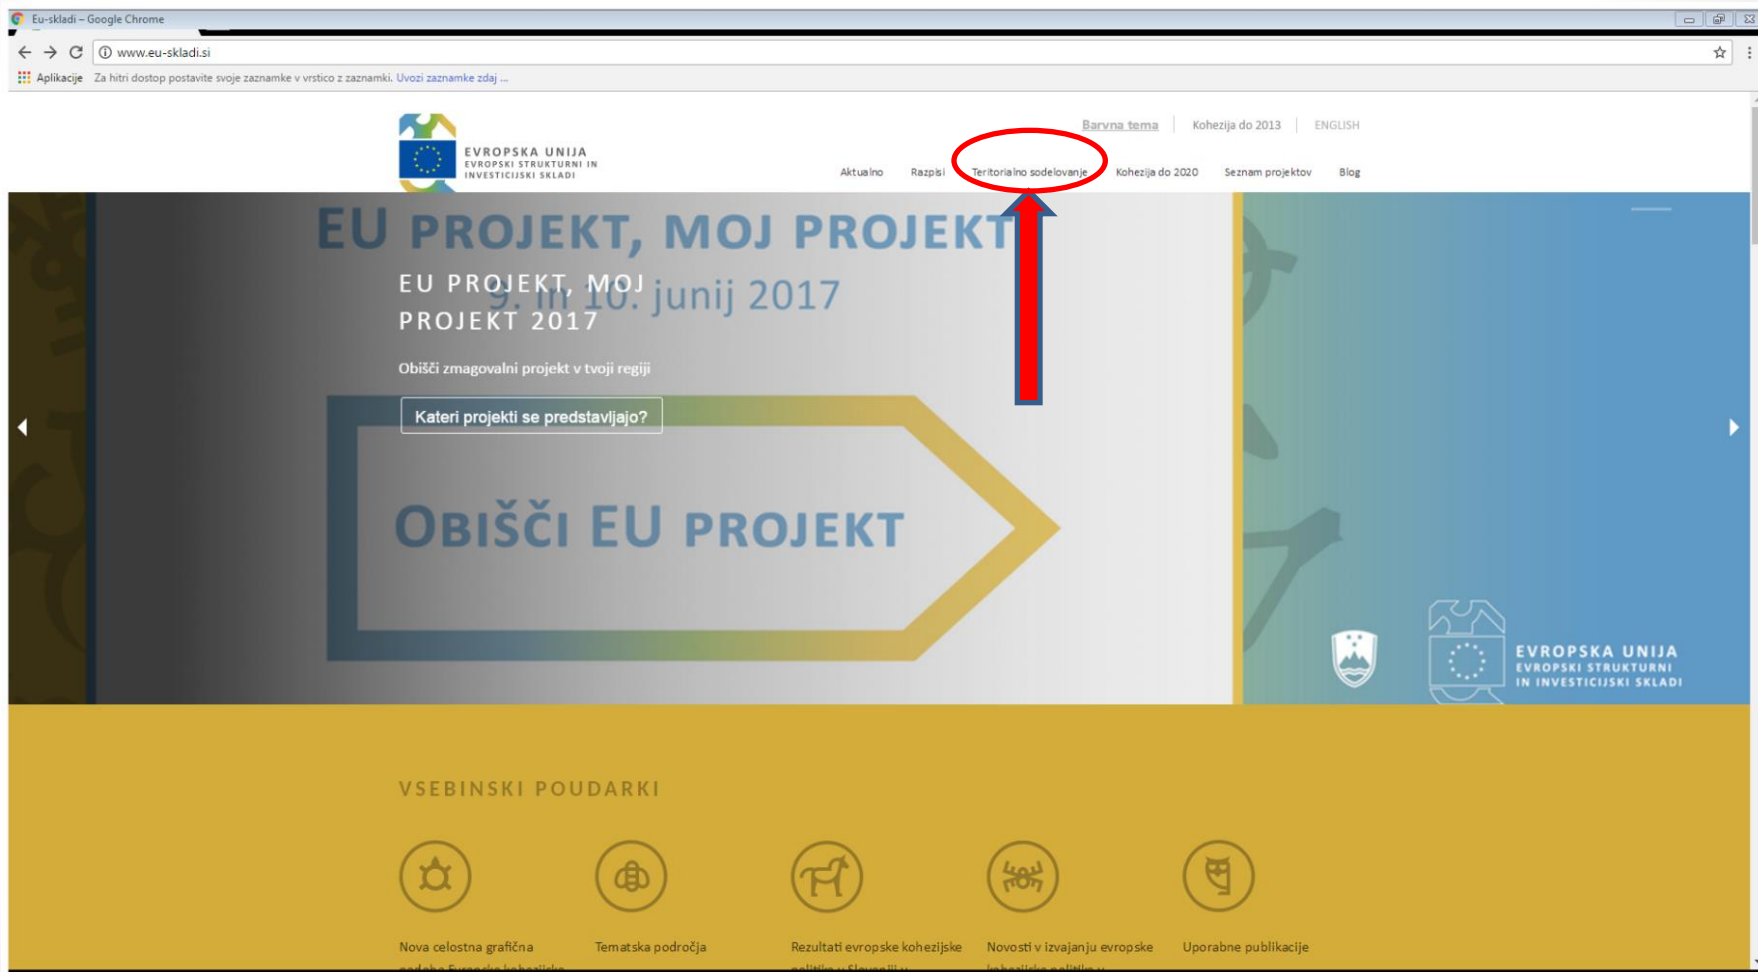 Eu-skladi – Google Chrome
www.eu-skladi.si
Aplikacije Za hitri dostop postavite svoje zaznamke v vrstico z zaznamki. Uvozi zaznamke zdaj ...
Barvna tema Kohezija do 2013 ENGLISH
EVROPSKA UNIJA
EVROPSKI STRUKTURNI IN
INVESTICIJSKI SKLADI
Aktualno Razpisi Teritorialno sodelovanje Kohezija do 2020 Seznam projektov Blog
EU PROJEKT, MOJ PROJEKT
9. in 10. junij 2017
EU PROJEKT, MOJ
PROJEKT 2017
Obišči zmagovalni projekt v tvoji regiji
Kateri projekti se predstavljajo?
OBIŠČI EU PROJEKT
EVROPSKA UNIJA
EVROPSKI STRUKTURNI
IN INVESTICIJSKI SKLADI
VSEBINSKI POUDARKI
Nova celostna grafična
Tematska področja
Rezultati evropske kohezijske
Novosti v izvajanju evropske
Uporabne publikacije